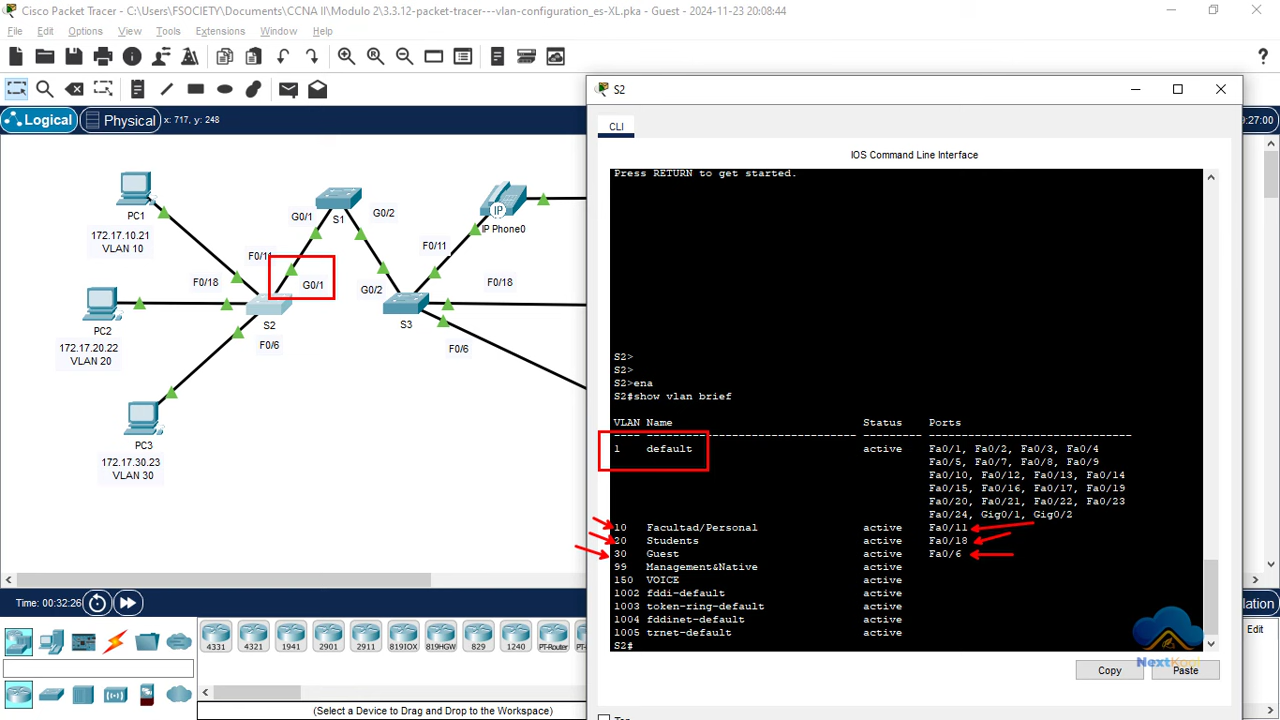 Cisco Packet Tracer - C:\Users\FSOCIETY\Documents\CCNA II\Modulo 2\3.3.12-packet-tracer---vlan-configuration_es-XL.pka - Guest - 2024-11-23 20:08:44
File Edit Options View Tools Extensions Window Help
Logical Physical x: 717, y: 248
9:27:00
PC1
172.17.10.21
VLAN 10
G0/1
S1
G0/2
IP
IP Phone0
F0/11
F0/11
F0/18
G0/1
G0/2
F0/18
PC2
172.17.20.22
VLAN 20
S2
F0/6
S3
F0/6
PC3
172.17.30.23
VLAN 30
S2
CLI
IOS Command Line Interface
Press RETURN to get started.
S2>
S2>
S2>ena
S2#show vlan brief
VLAN Name Status Ports
---- -------------------------------- --------- -------------------------------
1 default active Fa0/1, Fa0/2, Fa0/3, Fa0/4
Fa0/5, Fa0/7, Fa0/8, Fa0/9
Fa0/10, Fa0/12, Fa0/13, Fa0/14
Fa0/15, Fa0/16, Fa0/17, Fa0/19
Fa0/20, Fa0/21, Fa0/22, Fa0/23
Fa0/24, Gig0/1, Gig0/2
10 Facultad/Personal active Fa0/11
20 Students active Fa0/18
30 Guest active Fa0/6
99 Management&Native active
150 VOICE active
1002 fddi-default active
1003 token-ring-default active
1004 fddinet-default active
1005 trnet-default active
S2#
Copy Paste
Time: 00:32:26
4331 4321 1941 2901 2911 819IOX 819HGW 829 1240 PT-Router
(Select a Device to Drag and Drop to the Workspace)
lation
Edit